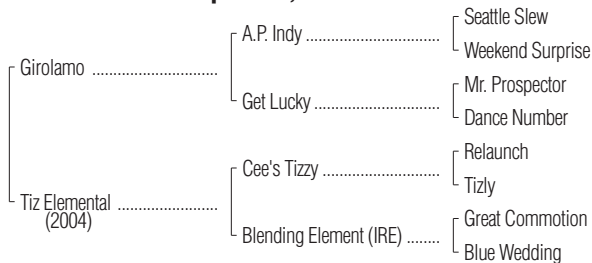 Seattle Slew
A.P. Indy ..............................
Weekend Surprise
Girolamo ............................
Mr. Prospector
Get Lucky ..............................
Dance Number
Relaunch
Cee's Tizzy ..........................
Tizly
Tiz Elemental ......................
(2004)
Great Commotion
Blending Element (IRE) ........
Blue Wedding